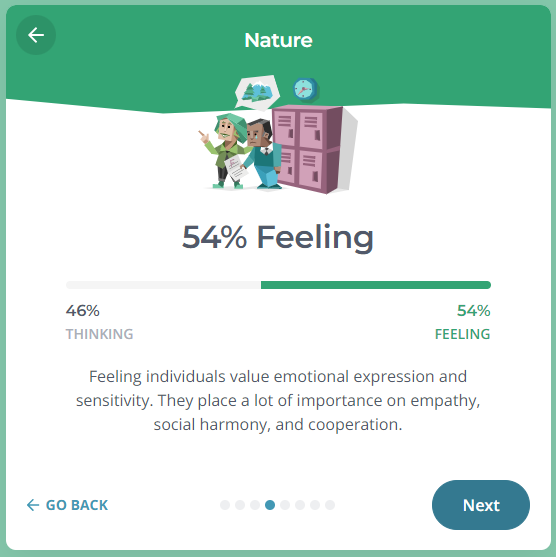 Nature
54% Feeling
46%
54%
THINKING
FEELING
Feeling individuals value emotional expression and
sensitivity. They place a lot of importance on empathy,
social harmony, and cooperation.
GO BACK
Next